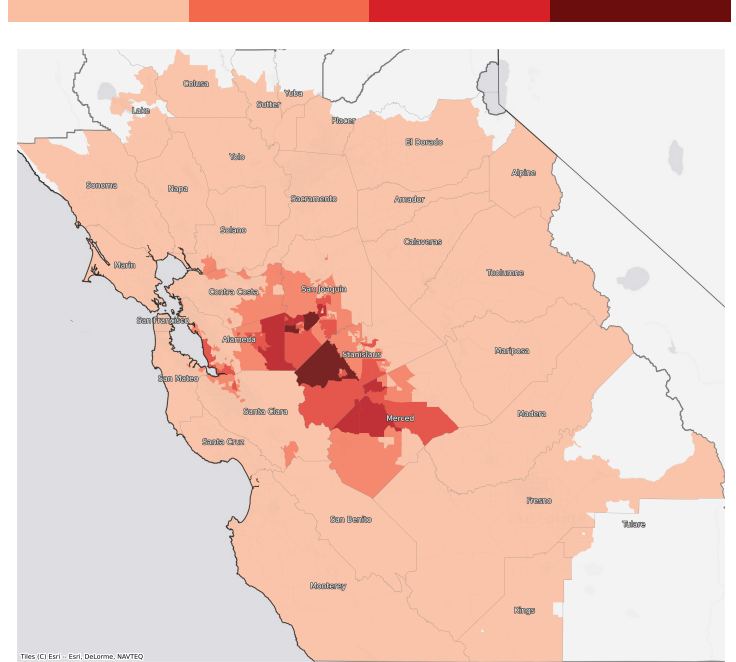 Colusa
Yuba
Sutter
Lake
Placer
El Dorado
Yolo
Alpine
Sonoma
Napa
Sacramento
Amador
Solano
Calaveras
Marin
Tuolumne
Contra Costa
San Joaquin
San Francisco
Alameda
Stanislaus
Mariposa
San Mateo
Santa Clara
Merced
Madera
Santa Cruz
Fresno
San Benito
Tulare
Monterey
Kings
Tiles (C) Esri -- Esri, DeLorme, NAVTEQ